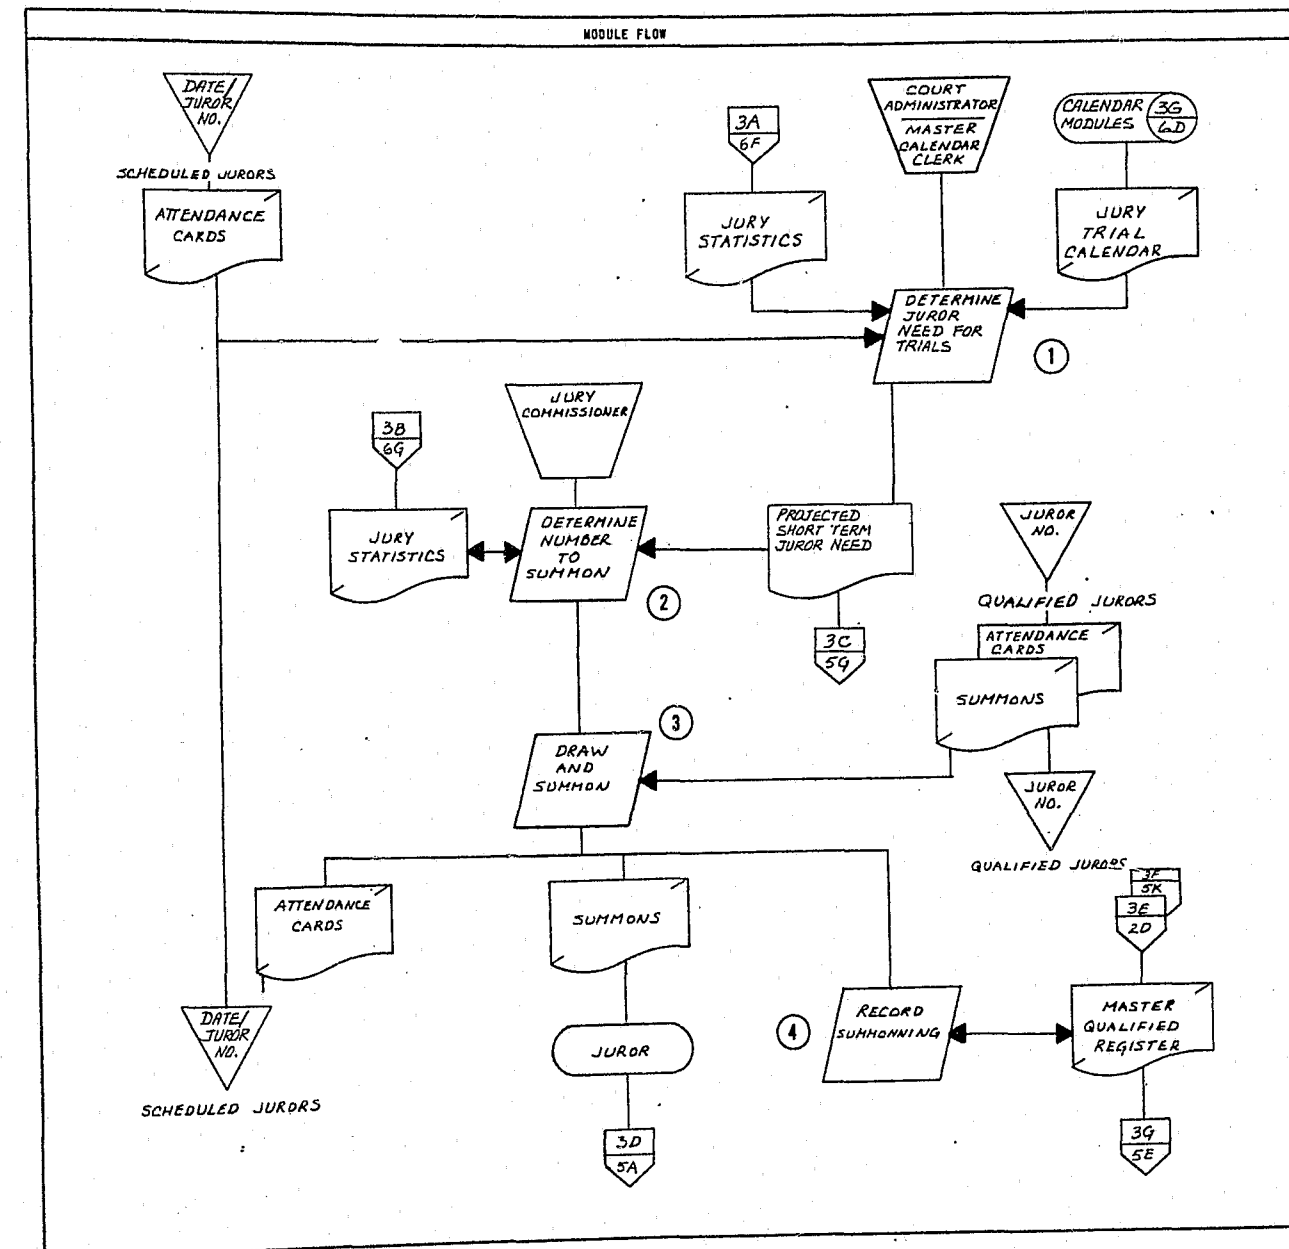 MODULE FLOW
DATE/
JUROR
NO.
SCHEDULED JURORS
ATTENDANCE
CARDS
3A
6F
JURY
STATISTICS
COURT
ADMINISTRATOR
MASTER
CALENDAR
CLERK
CALENDAR
MODULES
3G
6D
JURY
TRIAL
CALENDAR
DETERMINE
JUROR
NEED FOR
TRIALS
1
JURY
COMMISSIONER
3B
6G
JURY
STATISTICS
DETERMINE
NUMBER
TO
SUMMON
2
PROJECTED
SHORT TERM
JUROR NEED
3C
5G
JUROR
NO.
QUALIFIED JURORS
ATTENDANCE
CARDS
SUMMONS
3
DRAW
AND
SUMMON
JUROR
NO.
QUALIFIED JURORS
3F
5K
3E
2D
ATTENDANCE
CARDS
SUMMONS
MASTER
QUALIFIED
REGISTER
RECORD
SUMMONNING
4
JUROR
DATE/
JUROR
NO.
SCHEDULED JURORS
3D
5A
3G
5E